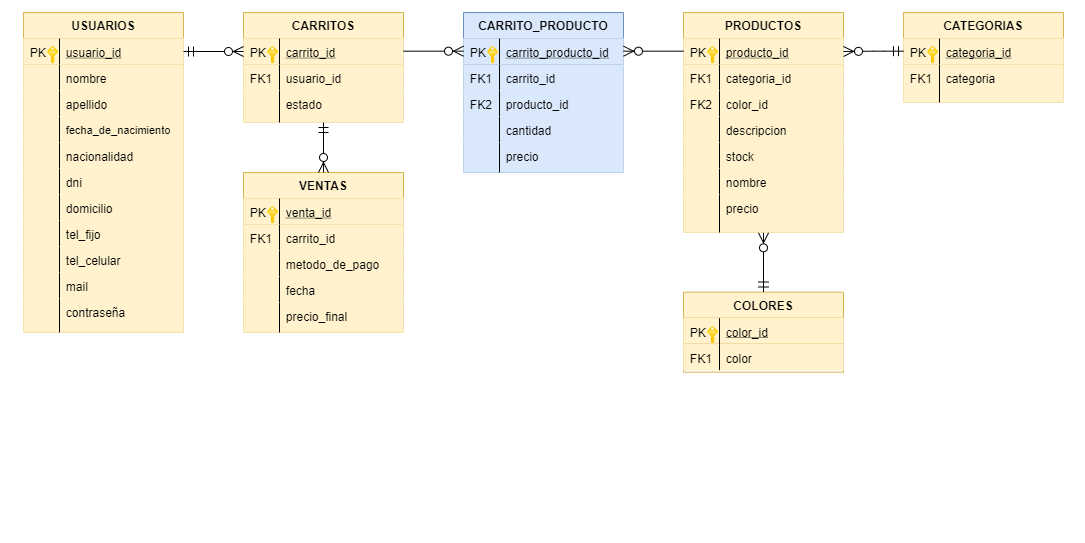 USUARIOS
PK usuario_id
nombre
apellido
fecha_de_nacimiento
nacionalidad
dni
domicilio
tel_fijo
tel_celular
mail
contraseña
CARRITOS
PK carrito_id
FK1 usuario_id
estado
VENTAS
PK venta_id
FK1 carrito_id
metodo_de_pago
fecha
precio_final
CARRITO_PRODUCTO
PK carrito_producto_id
FK1 carrito_id
FK2 producto_id
cantidad
precio
PRODUCTOS
PK producto_id
FK1 categoria_id
FK2 color_id
descripcion
stock
nombre
precio
COLORES
PK color_id
FK1 color
CATEGORIAS
PK categoria_id
FK1 categoria